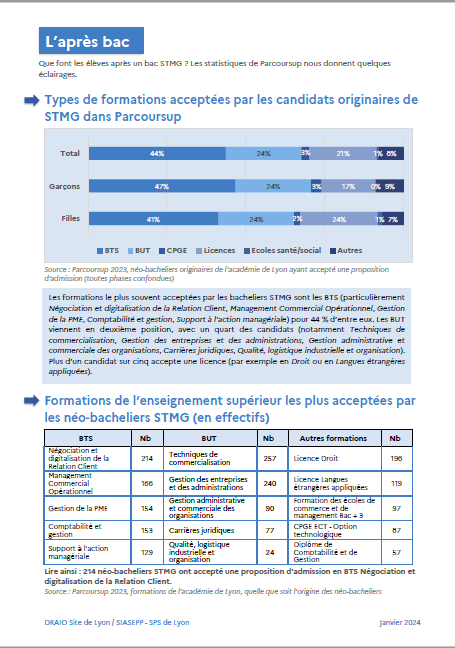 L'après bac
Que font les élèves après un bac STMG ? Les statistiques de Parcoursup nous donnent quelques
éclairages.
Types de formations acceptées par les candidats originaires de
STMG dans Parcoursup
Total 44% 24% 3% 21% 1% 8%
Garçons 47% 24% 3% 17% 0% 9%
Filles 41% 24% 2% 24% 1% 7%
BTS BUT CPGE Licences Ecoles santé/social Autres
Source : Parcoursup 2023, néo-bacheliers originaires de l'académie de Lyon ayant accepté une proposition
d'admission (toutes phases confondues)
Les formations le plus souvent acceptées par les bacheliers STMG sont les BTS (particulièrement
Négociation et digitalisation de la Relation Client, Management Commercial Opérationnel, Gestion
de la PME, Comptabilité et gestion, Support à l'action managériale) pour 44 % d'entre eux. Les BUT
viennent en deuxième position, avec un quart des candidats (notamment Techniques de
commercialisation, Gestion des entreprises et des administrations, Gestion administrative et
commerciale des organisations, Carrières juridiques, Qualité, logistique industrielle et organisation).
Plus d'un candidat sur cinq accepte une licence (par exemple en Droit ou en Langues étrangères
appliquées).
Formations de l'enseignement supérieur les plus acceptées par
les néo-bacheliers STMG (en effectifs)
BTS Nb BUT Nb Autres formations Nb
Négociation et
digitalisation de la
Relation Client
214
Techniques de
commercialisation
257
Licence Droit
196
Management
Commercial
Opérationnel
166
Gestion des entreprises
et des administrations
240
Licence Langues
étrangères appliquées
119
Gestion de la PME
154
Gestion administrative
et commerciale des
organisations
90
Formation des écoles de
commerce et de
management Bac + 3
97
Comptabilité et
gestion
153
Carrières juridiques
77
CPGE ECT - Option
technologique
87
Support à l'action
managériale
129
Qualité, logistique
industrielle et
organisation
24
Diplôme de
Comptabilité et de
Gestion
57
Lire ainsi : 214 néo-bacheliers STMG ont accepté une proposition d'admission en BTS Négociation et
digitalisation de la Relation Client.
Source : Parcoursup 2023, formations de l'académie de Lyon, quelle que soit l'origine des néo-bacheliers
DRAIO Site de Lyon / SIASEPP - SPS de Lyon
Janvier 2024